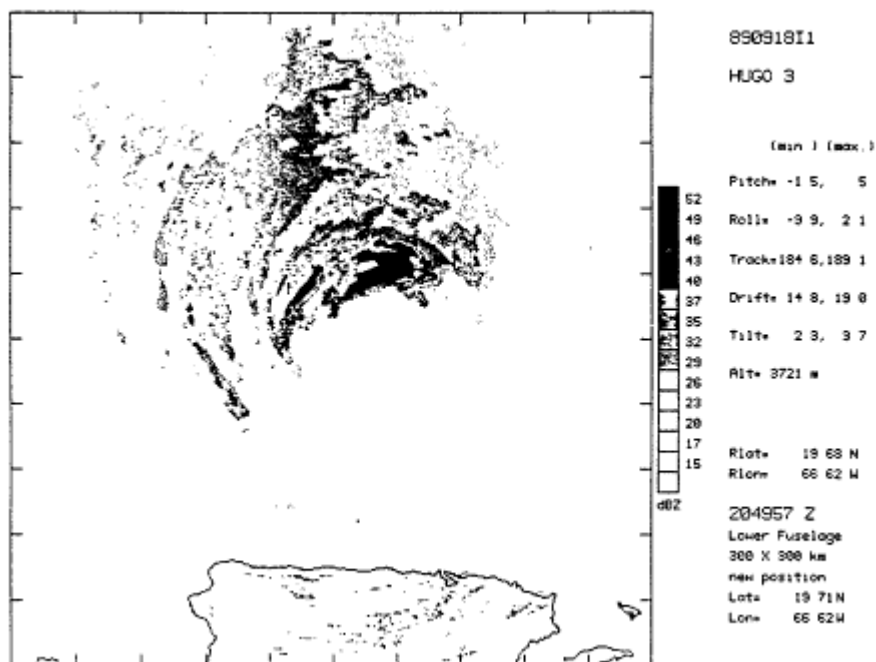 890918I1
HUGO 3
(min ) (max.)
Pitch= -1 5, 5
Roll= -9 9, 2 1
Track=184 6,189 1
Drift= 14 8, 19 0
Tilt= 2 3, 3 7
Alt= 3721 m
52
49
46
43
40
37
35
32
29
26
23
20
17
15
dBZ
Rlat= 19 68 N
Rlon= 66 62 W
204957 Z
Lower Fuselage
300 X 300 km
new position
Lat= 19 71N
Lon= 66 62W